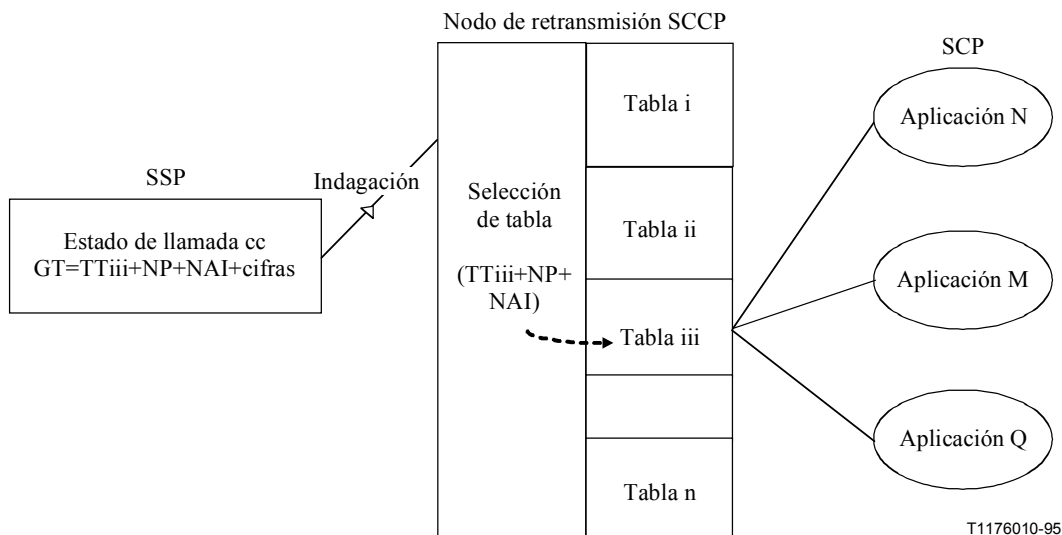 Nodo de retransmisión SCCP
SCP
SSP
Indagación
Estado de llamada cc
GT=TTiii+NP+NAI+cifras
Selección
de tabla
(TTiii+NP+
NAI)
Tabla i
Tabla ii
Tabla iii
Tabla n
Aplicación N
Aplicación M
Aplicación Q
T1176010-95